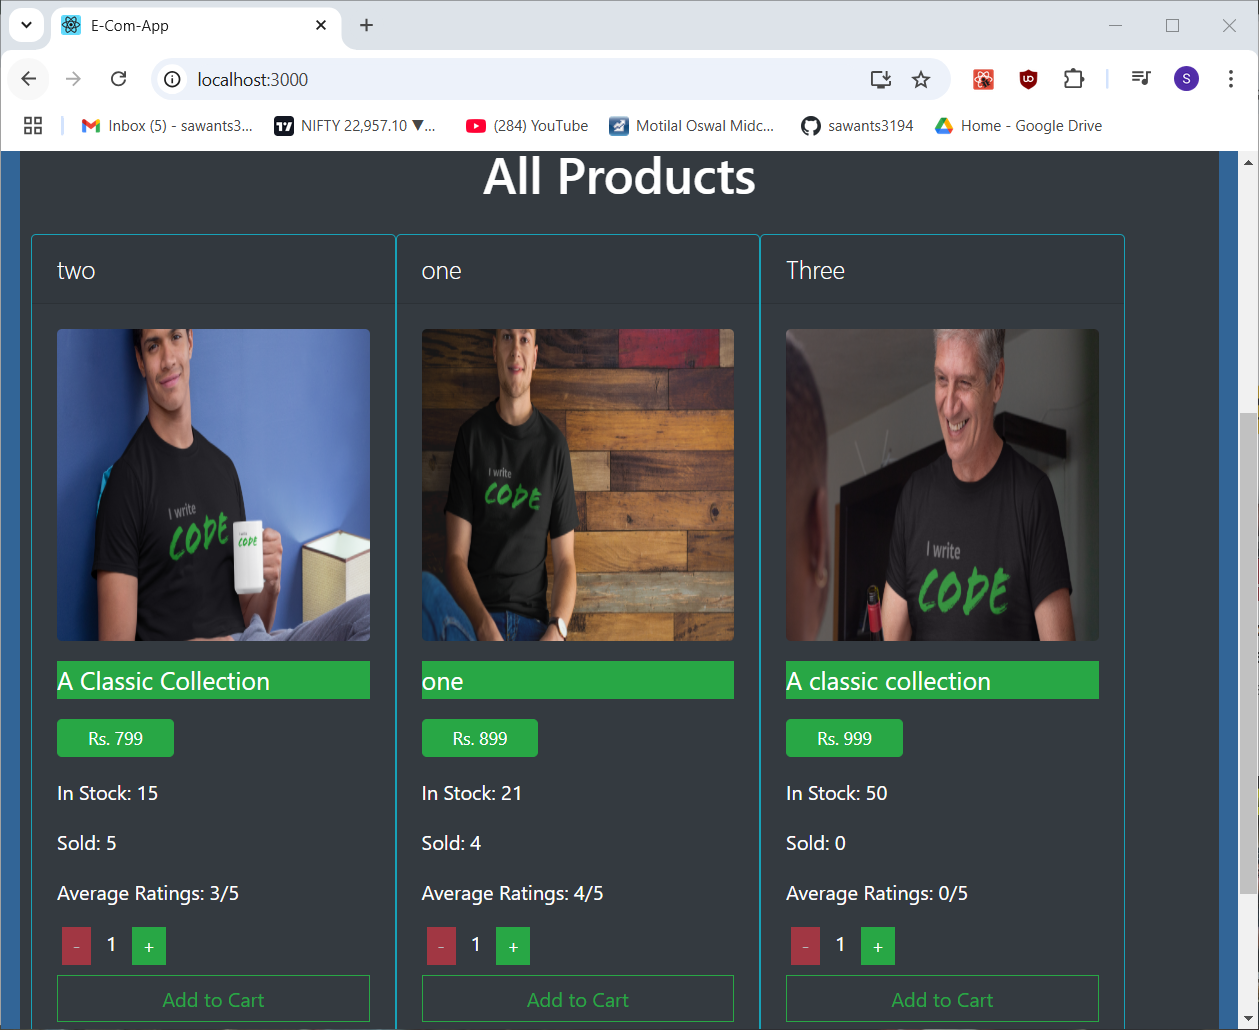 E-Com-App
localhost:3000
S
Inbox (5) - sawants3... NIFTY 22,957.10 ▼... (284) YouTube Motilal Oswal Midc... sawants3194 Home - Google Drive
All Products
two one Three
I write
CODE
I write
CODE
I write
CODE
I write
CODE
A Classic Collection one A classic collection
Rs. 799 Rs. 899 Rs. 999
In Stock: 15 In Stock: 21 In Stock: 50
Sold: 5 Sold: 4 Sold: 0
Average Ratings: 3/5 Average Ratings: 4/5 Average Ratings: 0/5
- 1 + - 1 + - 1 +
Add to Cart Add to Cart Add to Cart